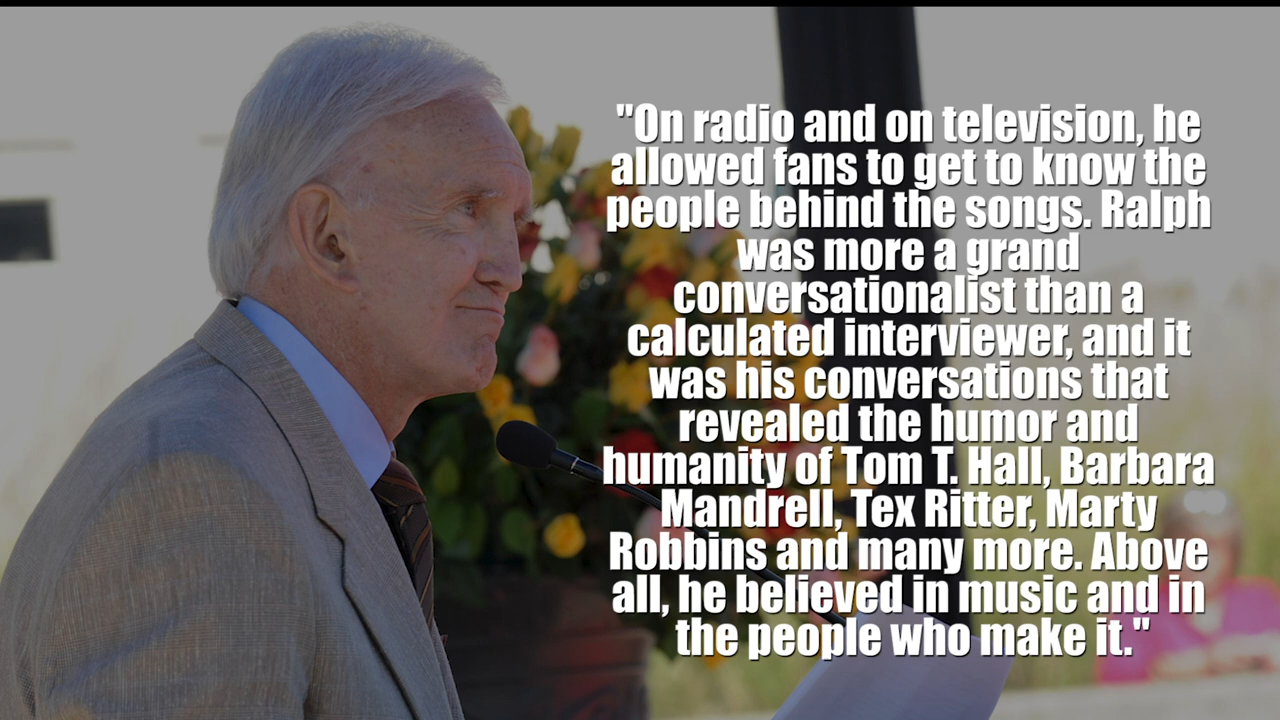 "On radio and on television, he
allowed fans to get to know the
people behind the songs. Ralph
was more a grand
conversationalist than a
calculated interviewer, and it
was his conversations that
revealed the humor and
humanity of Tom T. Hall, Barbara
Mandrell, Tex Ritter, Marty
Robbins and many more. Above
all, he believed in music and in
the people who make it."